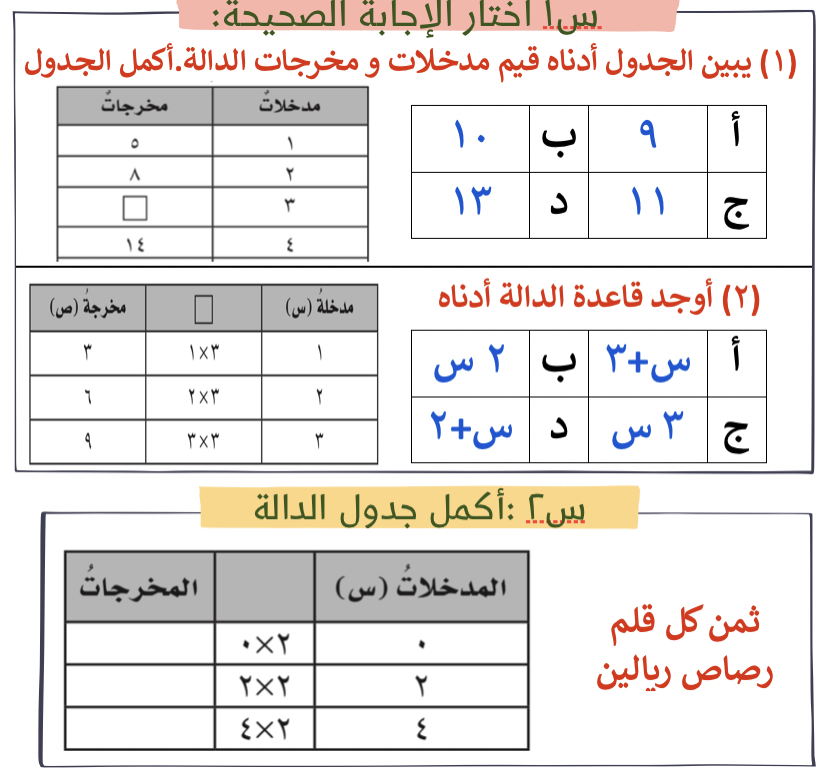 س١ اختار الإجابة الصحيحة:
(١) يبين الجدول أدناه قيم مدخلات و مخرجات الدالة.أكمل الجدول
أ ٩ ب ١٠
ج ١١ د ١٣
مدخلاتٌ مخرجاتٌ
١ ٥
٢ ٨
٣
٤ ١٤
(٢) أوجد قاعدة الدالة أدناه
أ س+٣ ب ٢ س
ج ٣ س د س+٢
مدخلةُ (س) مخرجةُ (ص)
١ ٣×١ ٣
٢ ٣×٢ ٦
٣ ٣×٣ ٩
س٢ :أكمل جدول الدالة
ثمن كل قلم
رصاص ريالين
المدخلاتُ (س) المخرجاتُ
٠ ٢×٠
٢ ٢×٢
٤ ٢×٤